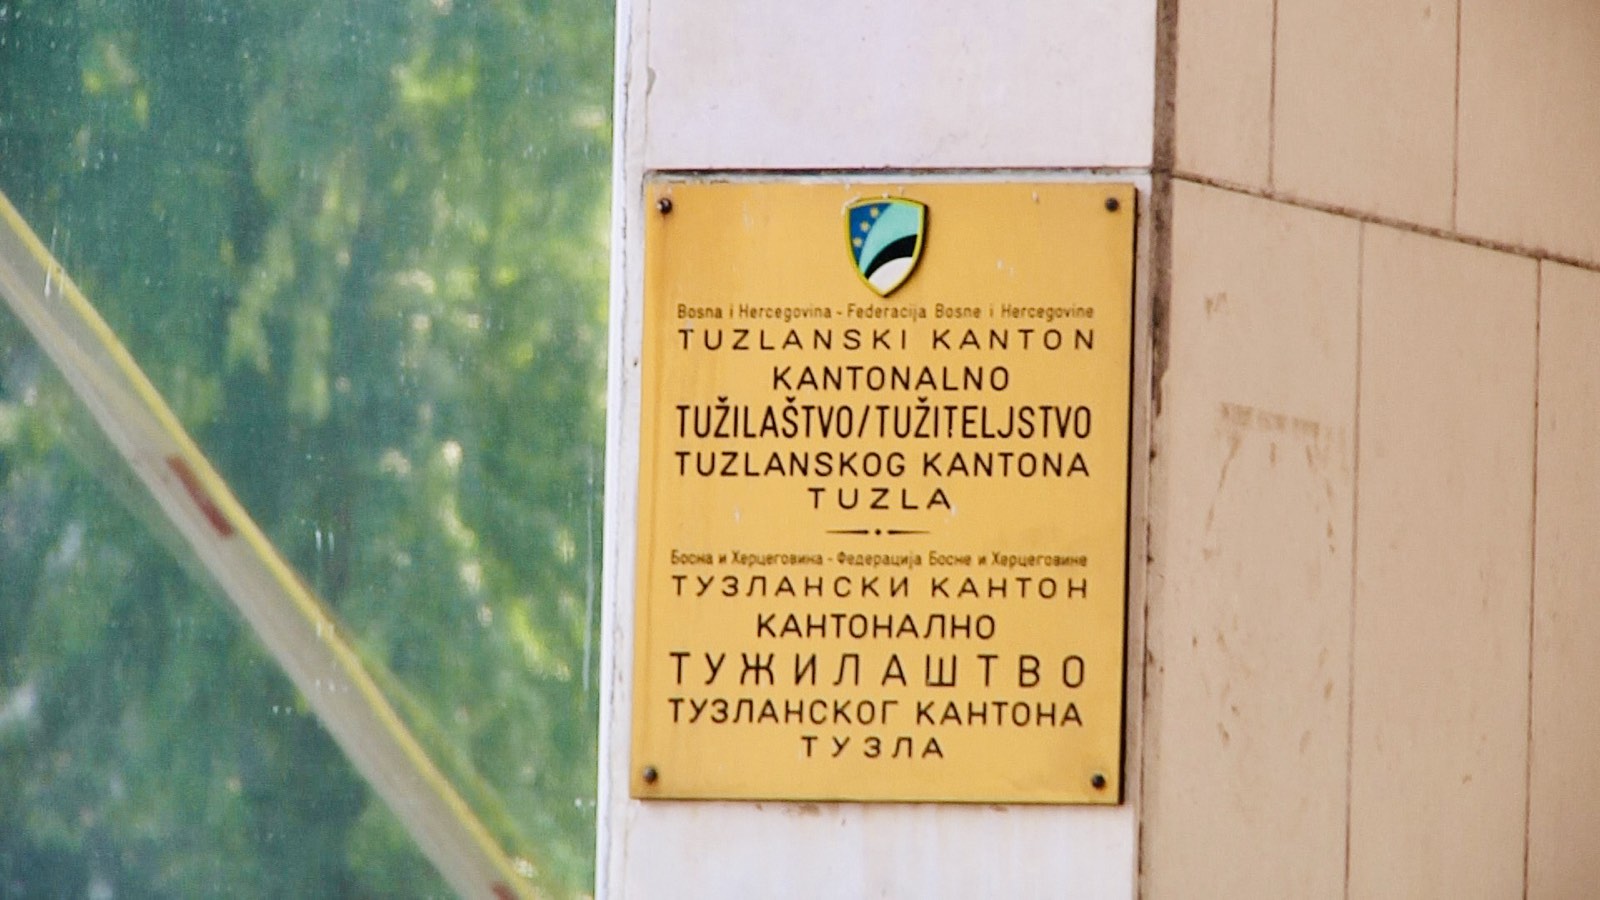 Bosna i Hercegovina - Federacija Bosne i Hercegovine
TUZLANSKI KANTON
KANTONALNO
TUŽILAŠTVO/TUŽITELJSTVO
TUZLANSKOG KANTONA
TUZLA
Босна и Херцеговина - Федерација Босне и Херцеговине
ТУЗЛАНСКИ КАНТОН
КАНТОНАЛНО
ТУЖИЛАШТВО
ТУЗЛАНСКОГ КАНТОНА
ТУЗЛА